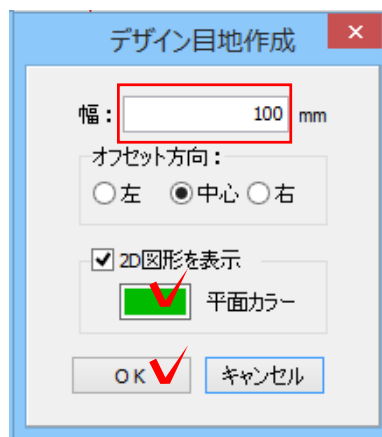 デザイン目地作成
幅： 100 mm
オフセット方向：
左 中心 右
2D図形を表示
平面カラー
OK キャンセル